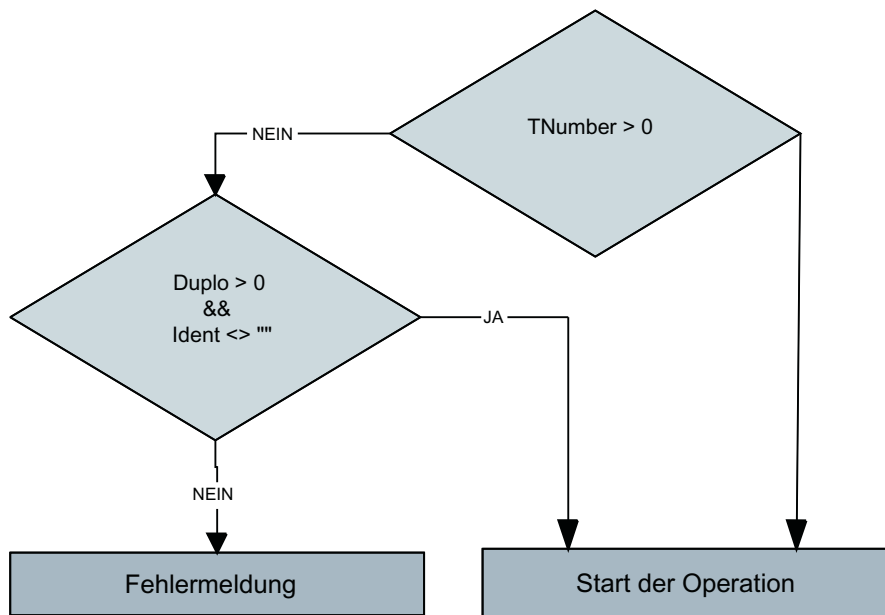 TNumber > 0
NEIN
Duplo > 0
&&
Ident <> ""
JA
NEIN
Fehlermeldung
Start der Operation